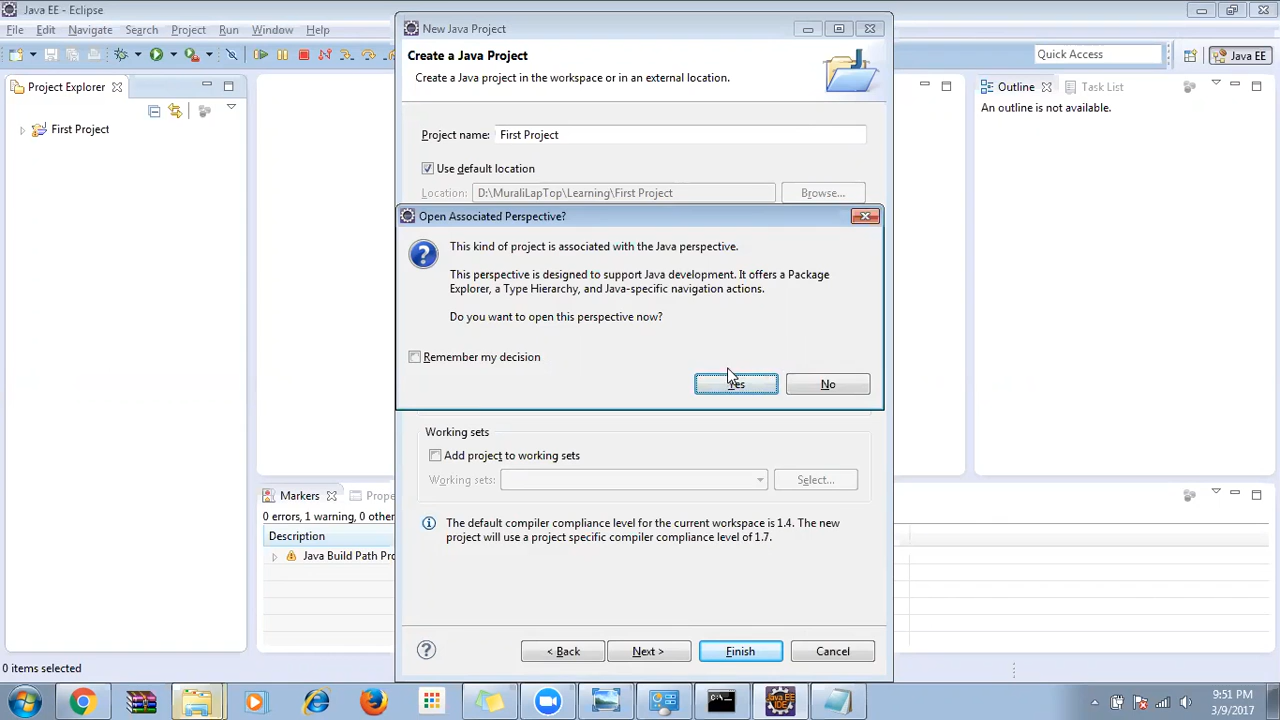 Java EE - Eclipse
File Edit Navigate Search Project Run Window Help
Quick Access
Java EE
Project Explorer
First Project
New Java Project
Create a Java Project
Create a Java project in the workspace or in an external location.
Project name: First Project
Use default location
Location: D:\MuraliLapTop\Learning\First Project Browse...
Open Associated Perspective?
This kind of project is associated with the Java perspective.
This perspective is designed to support Java development. It offers a Package
Explorer, a Type Hierarchy, and Java-specific navigation actions.
Do you want to open this perspective now?
Remember my decision
Yes No
Working sets
Add project to working sets
Working sets: Select...
The default compiler compliance level for the current workspace is 1.4. The new
project will use a project specific compiler compliance level of 1.7.
< Back Next > Finish Cancel
Outline Task List
An outline is not available.
Markers Prope
0 errors, 1 warning, 0 other
Description
Java Build Path Pro
0 items selected
C:\
Java EE
IDE
9:51 PM
3/9/2017